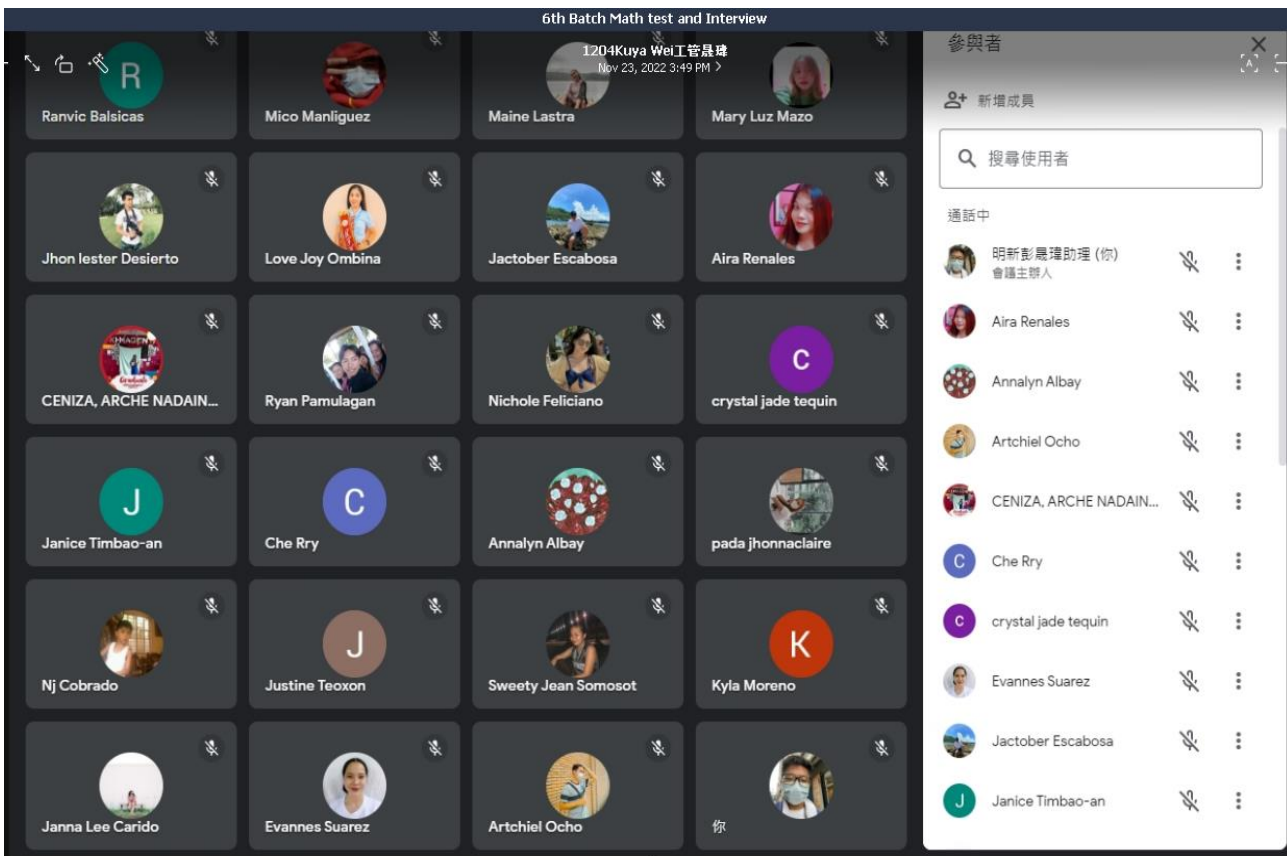 6th Batch Math test and Interview
1204Kuya Wei工管晟瑋
Nov 23, 2022 3:49 PM >
R
Ranvic Balsicas
Mico Manliguez
Maine Lastra
Mary Luz Mazo
Jhon lester Desierto
Love Joy Ombina
Jactober Escabosa
Aira Renales
CENIZA, ARCHE NADAIN...
Ryan Pamulagan
Nichole Feliciano
c
crystal jade tequin
J
Janice Timbao-an
C
Che Rry
Annalyn Albay
pada jhonnaclaire
Nj Cobrado
J
Justine Teoxon
Sweety Jean Somosot
K
Kyla Moreno
Janna Lee Carido
Evannes Suarez
Artchiel Ocho
你
參與者
新增成員
搜尋使用者
通話中
明新彭晟瑋助理 (你)
會議主辦人
Aira Renales
Annalyn Albay
Artchiel Ocho
CENIZA, ARCHE NADAIN...
C
Che Rry
c
crystal jade tequin
Evannes Suarez
Jactober Escabosa
J
Janice Timbao-an